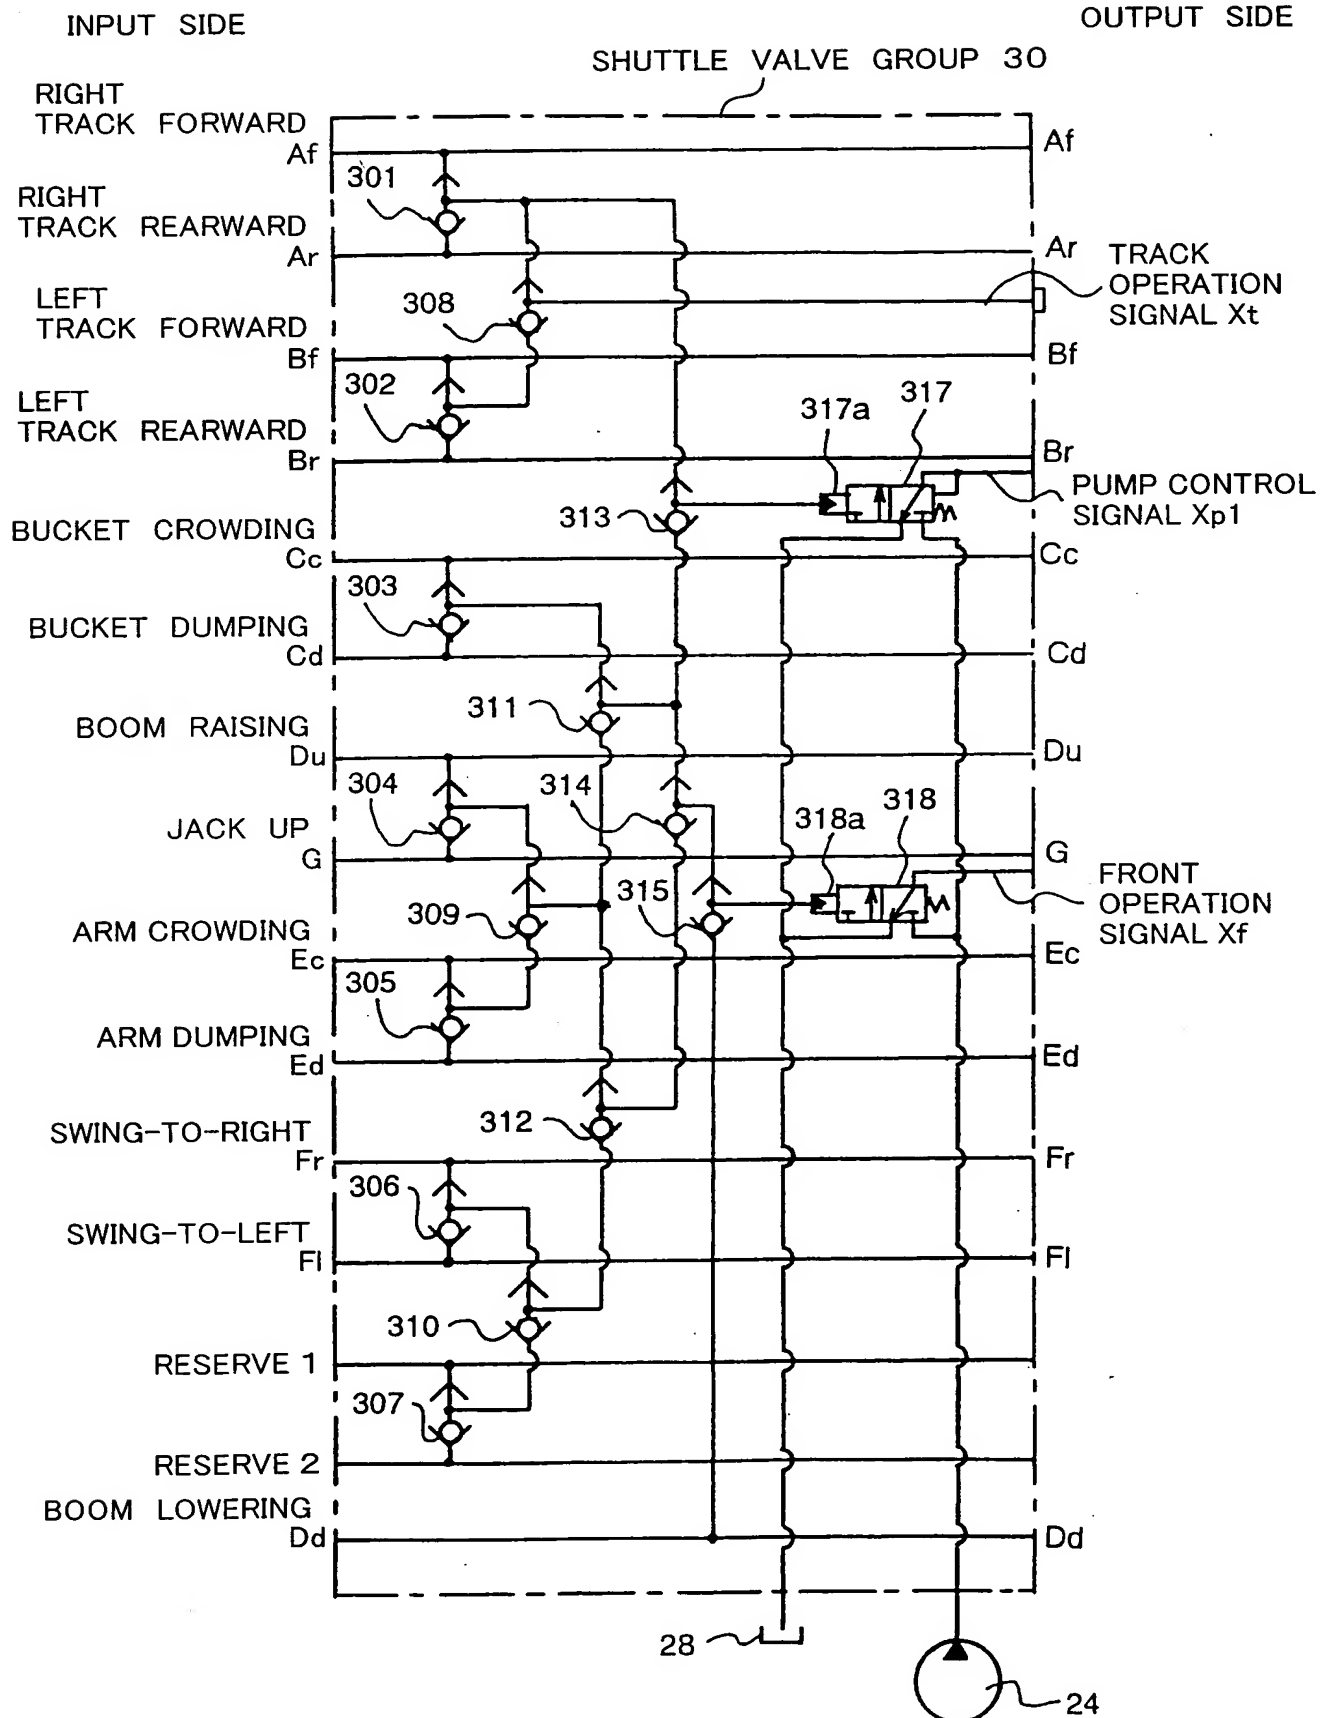 INPUT SIDE
OUTPUT SIDE
SHUTTLE VALVE GROUP 30
RIGHT
TRACK FORWARD
Af
Af
301
RIGHT
TRACK REARWARD
Ar
Ar
TRACK
OPERATION
SIGNAL Xt
LEFT
TRACK FORWARD
308
Bf
Bf
302
LEFT
TRACK REARWARD
317
317a
Br
Br
PUMP CONTROL
SIGNAL Xp1
313
BUCKET CROWDING
Cc
Cc
303
BUCKET DUMPING
Cd
Cd
311
BOOM RAISING
Du
Du
304
314
318
318a
JACK UP
G
G
FRONT
OPERATION
SIGNAL Xf
309
315
ARM CROWDING
Ec
Ec
305
ARM DUMPING
Ed
Ed
312
SWING-TO-RIGHT
Fr
Fr
306
SWING-TO-LEFT
Fl
Fl
310
RESERVE 1
307
RESERVE 2
BOOM LOWERING
Dd
Dd
28
24